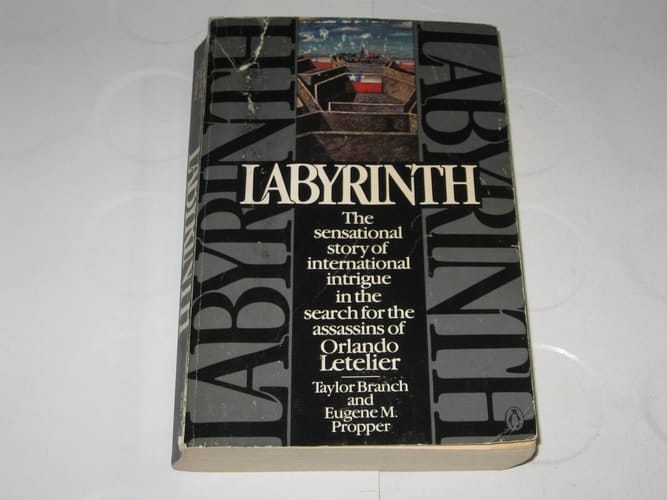 LABYRINTH
LABYRINTH
LABYRINTH
LABYRINTH
The
sensational
story of
international
intrigue
in the
search for the
assassins of
Orlando
Letelier
Taylor Branch
and
Eugene M.
Propper